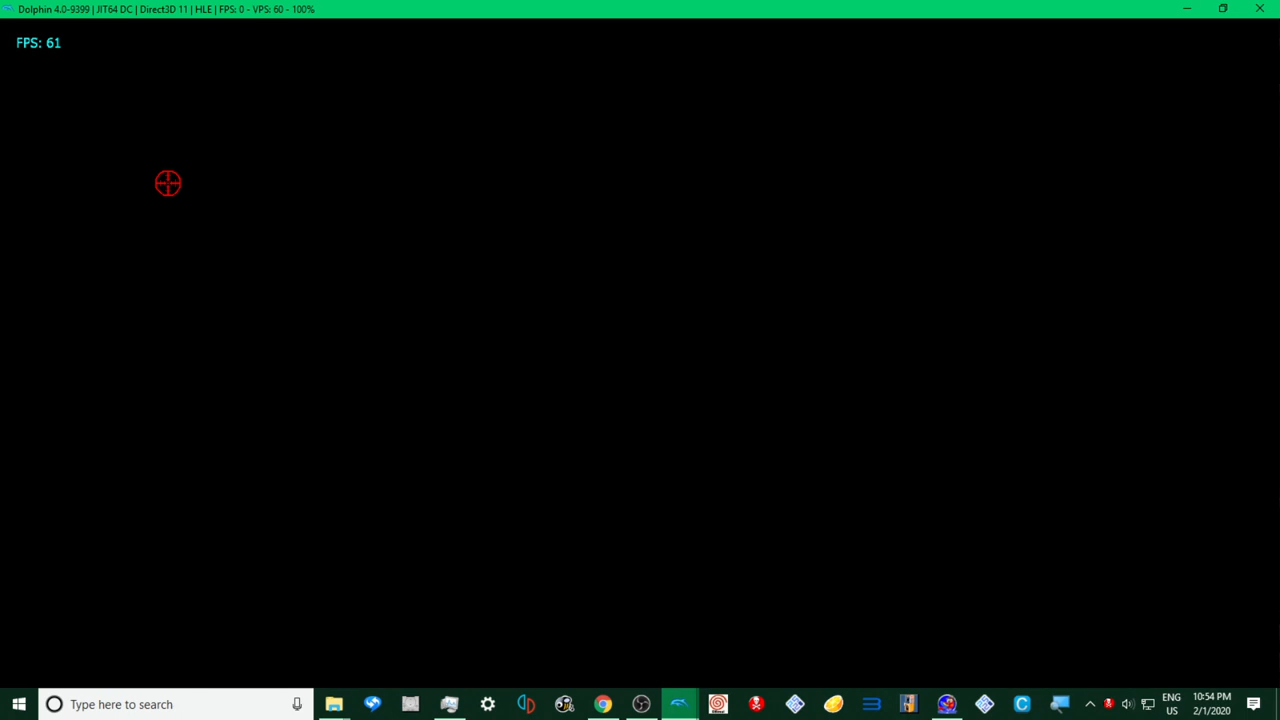 Dolphin 4.0-9399 | JIT64 DC | Direct3D 11 | HLE | FPS: 0 - VPS: 60 - 100%
FPS: 61
Type here to search
ENG
US
10:54 PM
2/1/2020